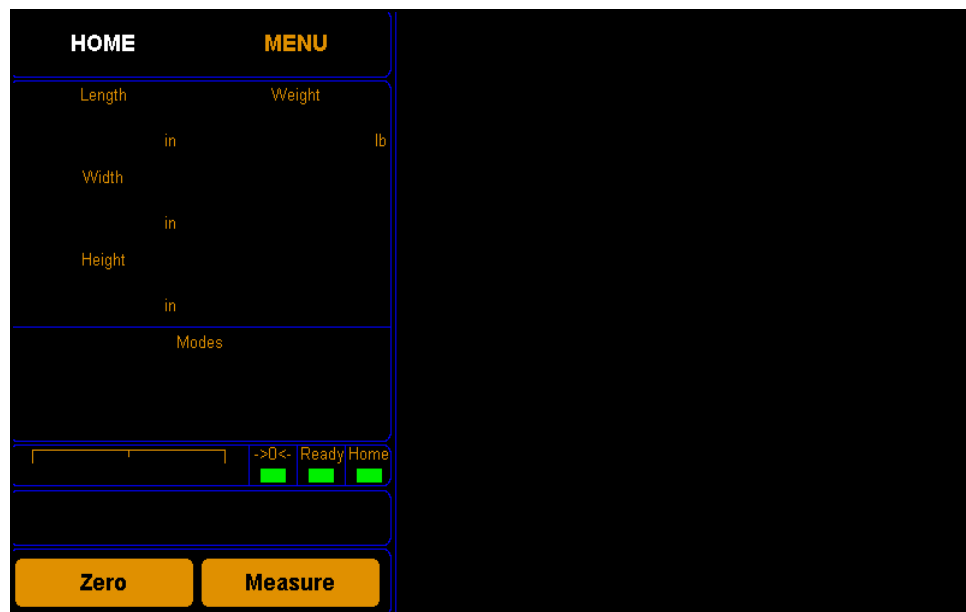 HOME MENU
Length Weight
in lb
Width
in
Height
in
Modes
->0<- Ready Home
Zero Measure